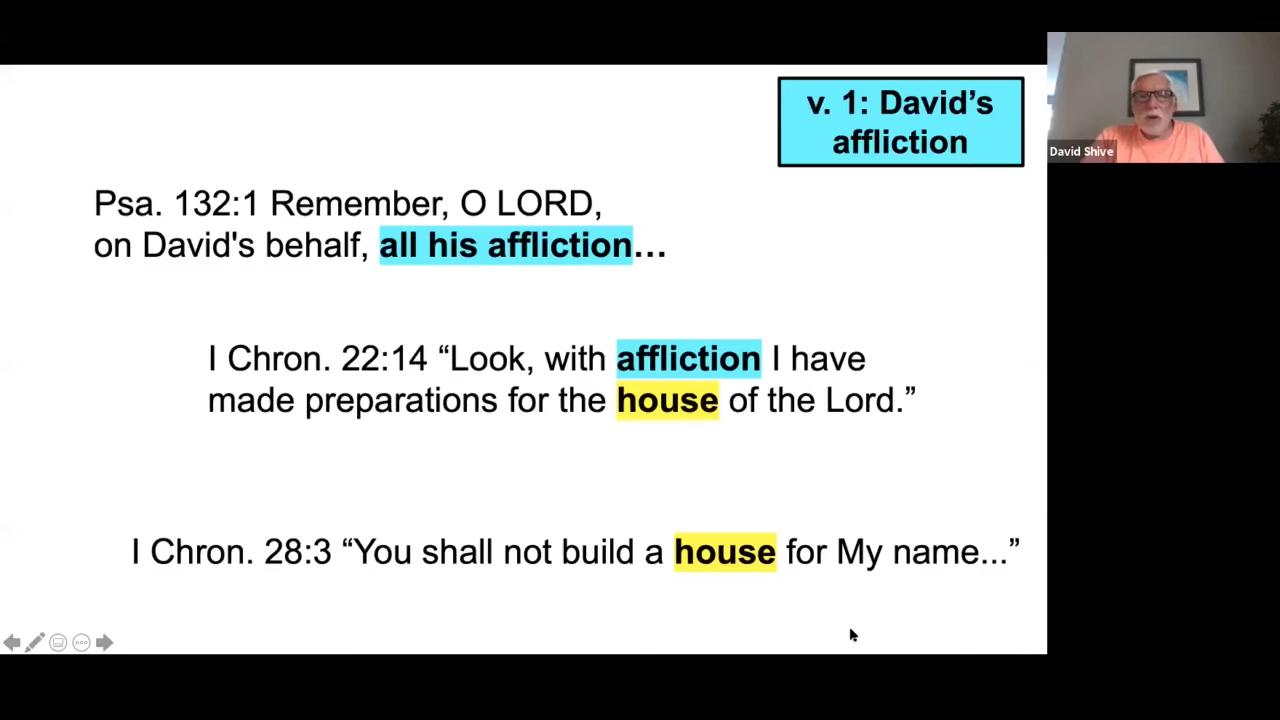 v. 1: David’s
affliction
David Shive
Psa. 132:1 Remember, O LORD,
on David's behalf, all his affliction…
I Chron. 22:14 “Look, with affliction I have
made preparations for the house of the Lord.”
I Chron. 28:3 “You shall not build a house for My name...”